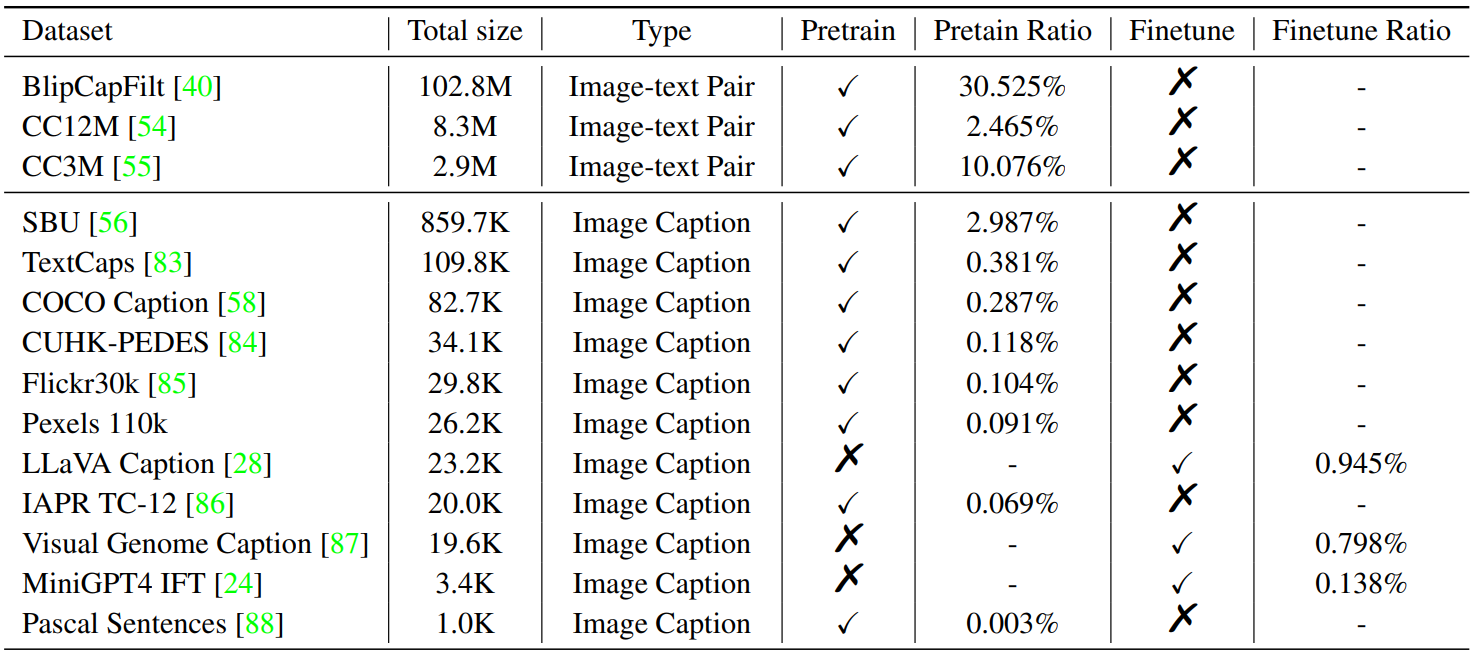 Dataset Total size Type Pretrain Pretain Ratio Finetune Finetune Ratio
BlipCapFilt [40] 102.8M Image-text Pair ✓ 30.525% ✗ -
CC12M [54] 8.3M Image-text Pair ✓ 2.465% ✗ -
CC3M [55] 2.9M Image-text Pair ✓ 10.076% ✗ -
SBU [56] 859.7K Image Caption ✓ 2.987% ✗ -
TextCaps [83] 109.8K Image Caption ✓ 0.381% ✗ -
COCO Caption [58] 82.7K Image Caption ✓ 0.287% ✗ -
CUHK-PEDES [84] 34.1K Image Caption ✓ 0.118% ✗ -
Flickr30k [85] 29.8K Image Caption ✓ 0.104% ✗ -
Pexels 110k 26.2K Image Caption ✓ 0.091% ✗ -
LLaVA Caption [28] 23.2K Image Caption ✗ - ✓ 0.945%
IAPR TC-12 [86] 20.0K Image Caption ✓ 0.069% ✗ -
Visual Genome Caption [87] 19.6K Image Caption ✗ - ✓ 0.798%
MiniGPT4 IFT [24] 3.4K Image Caption ✗ - ✓ 0.138%
Pascal Sentences [88] 1.0K Image Caption ✓ 0.003% ✗ -